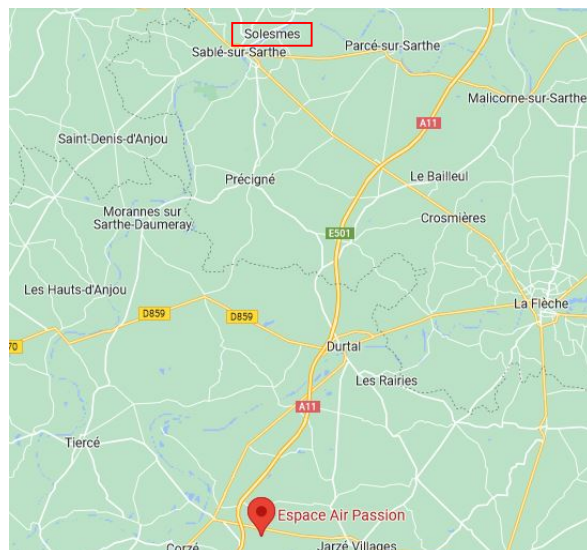 Solesmes
Sablé-sur-Sarthe
Parcé-sur-Sarthe
Malicorne-sur-Sarthe
A11
Saint-Denis-d'Anjou
Précigné
Le Bailleul
Morannes sur
Sarthe-Daumeray
Crosmières
E501
Les Hauts-d'Anjou
La Flèche
D859
D859
70
Durtal
Les Rairies
A11
Tiercé
Espace Air Passion
Corzé
Jarzé Villages